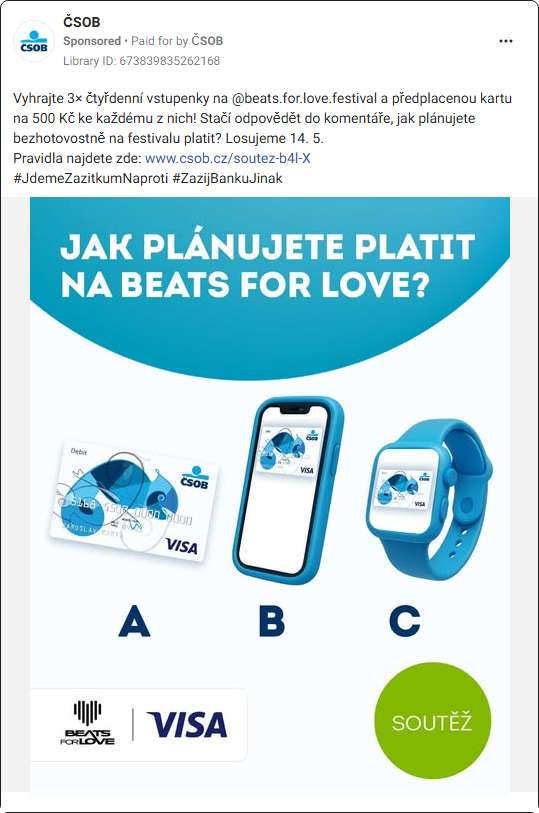 ČSOB
Sponsored • Paid for by ČSOB
Library ID: 673839835262168
ČSOB
Vyhrajte 3× čtyřdenní vstupenky na @beats.for.love.festival a předplacenou kartu
na 500 Kč ke každému z nich! Stačí odpovědět do komentáře, jak plánujete
bezhotovostně na festivalu platit? Losujeme 14. 5.
Pravidla najdete zde: www.csob.cz/soutez-b4l-X
#JdemeZazitkumNaproti #ZazijBankuJinak
JAK PLÁNUJETE PLATIT
NA BEATS FOR LOVE?
Debit
ČSOB
VISA
VISA
A
B
C
BEATS
FOR LOVE
VISA
SOUTĚŽ